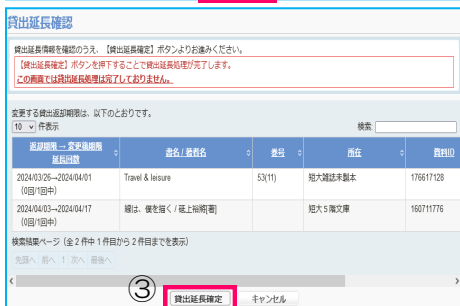 貸出延長確認
貸出延長情報を確認のうえ、【貸出延長確定】ボタンよりお進みください。
【貸出延長確定】ボタンを押下することで貸出延長処理が完了します。
この画面では貸出延長処理は完了しておりません。
変更する貸出返却期限は、以下のとおりです。
10 件表示 検索:
返却期限 → 変更後期限 延長回数 書名 / 著者名 巻号 所在 資料ID
2024/03/26→2024/04/01 Travel & leisure 53(11) 短大雑誌未製本 176617128
(0回/1回中)
2024/04/03→2024/04/17 線は、僕を描く / 砥上裕將[著] 短大５階文庫 160711776
(0回/1回中)
検索結果ページ（全 2 件中 1 件目から 2 件目までを表示）
先頭へ 前へ 1 次へ 最後へ
③ 貸出延長確定 キャンセル